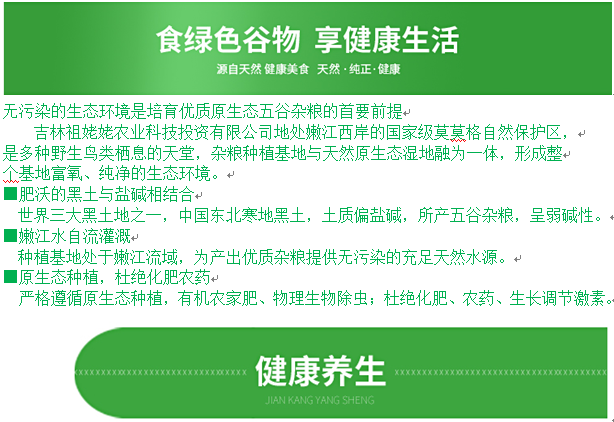 食绿色谷物 享健康生活
源自天然 健康美食 天然·纯正·健康
无污染的生态环境是培育优质原生态五谷杂粮的首要前提
吉林祖姥姥农业科技投资有限公司地处嫩江西岸的国家级莫莫格自然保护区，
是多种野生鸟类栖息的天堂，杂粮种植基地与天然原生态湿地融为一体，形成整
个基地富氧、纯净的生态环境。
■肥沃的黑土与盐碱相结合
世界三大黑土地之一，中国东北寒地黑土，土质偏盐碱，所产五谷杂粮，呈弱碱性。
■嫩江水自流灌溉
种植基地处于嫩江流域，为产出优质杂粮提供无污染的充足天然水源。
■原生态种植，杜绝化肥农药
严格遵循原生态种植，有机农家肥、物理生物除虫；杜绝化肥、农药、生长调节激素。
健康养生
JIAN KANG YANG SHENG